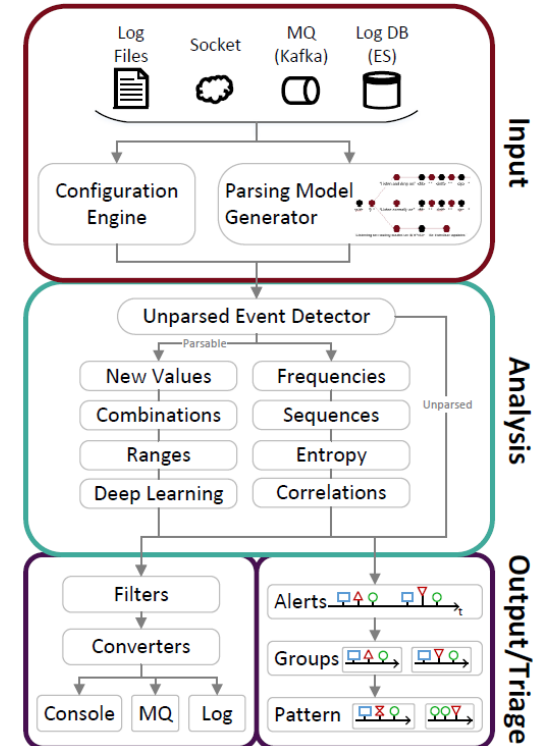 Log
Files
Socket
MQ
(Kafka)
Log DB
(ES)
Input
Configuration
Engine
Parsing Model
Generator
Analysis
Unparsed Event Detector
Parsable
Unparsed
New Values
Frequencies
Combinations
Sequences
Ranges
Entropy
Deep Learning
Correlations
Output/Triage
Filters
Converters
Console
MQ
Log
Alerts
t
Groups
Pattern